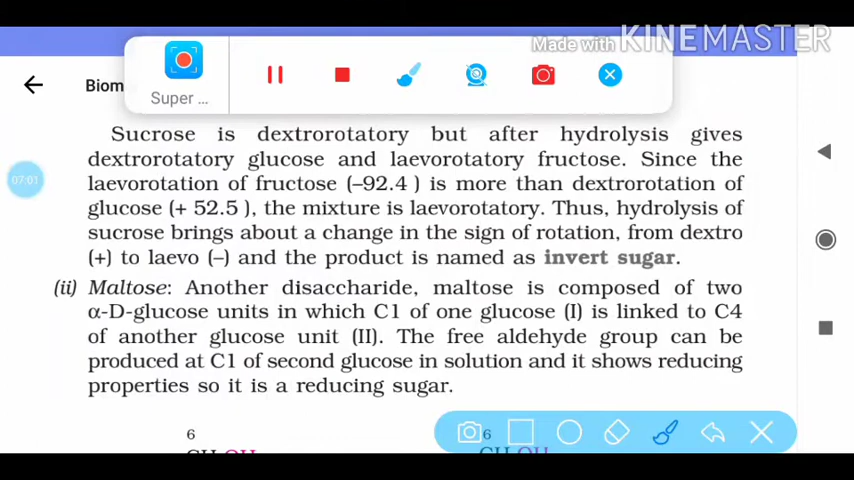 Made with KINEMASTER
Super ...
Biom
07:01
Sucrose is dextrorotatory but after hydrolysis gives
dextrorotatory glucose and laevorotatory fructose. Since the
laevorotation of fructose (–92.4 ) is more than dextrorotation of
glucose (+ 52.5 ), the mixture is laevorotatory. Thus, hydrolysis of
sucrose brings about a change in the sign of rotation, from dextro
(+) to laevo (–) and the product is named as invert sugar.
(ii) Maltose: Another disaccharide, maltose is composed of two
α-D-glucose units in which C1 of one glucose (I) is linked to C4
of another glucose unit (II). The free aldehyde group can be
produced at C1 of second glucose in solution and it shows reducing
properties so it is a reducing sugar.
6 6